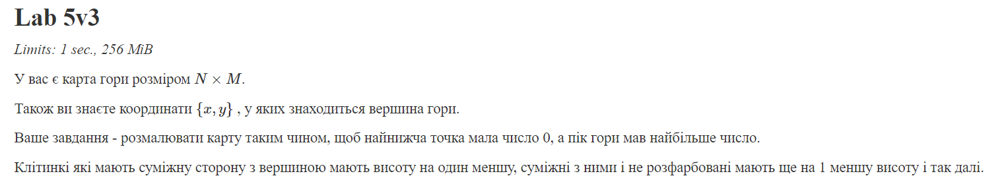 Lab 5v3
Limits: 1 sec., 256 MiB
У вас є карта гори розміром N × M.
Також ви знаєте координати {x, y} , у яких знаходиться вершина гори.
Ваше завдання - розмалювати карту таким чином, щоб найнижча точка мала число 0, а пік гори мав найбільше число.
Клітинкі які мають суміжну сторону з вершиною мають висоту на один меншу, суміжні з ними і не розфарбовані мають ще на 1 меншу висоту і так далі.